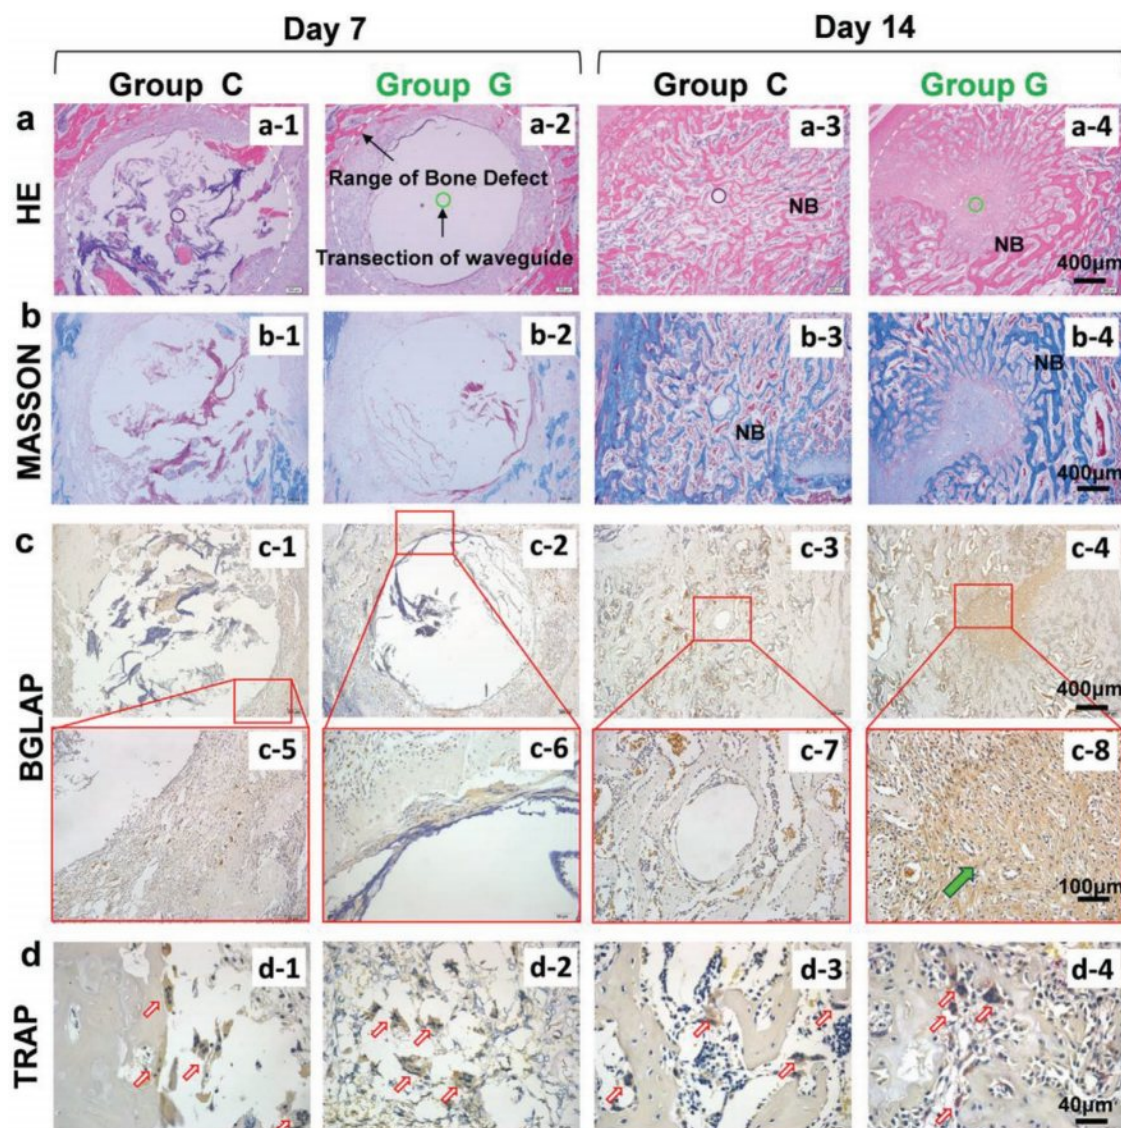 Day 7 Day 14
Group C Group G Group C Group G
a
HE
a-1 a-2 a-3 a-4
Range of Bone Defect
Transection of waveguide
NB NB
400μm
b
MASSON
b-1 b-2 b-3 b-4
NB NB
400μm
c
BGLAP
c-1 c-2 c-3 c-4
400μm
c-5 c-6 c-7 c-8
100μm
d
TRAP
d-1 d-2 d-3 d-4
40μm